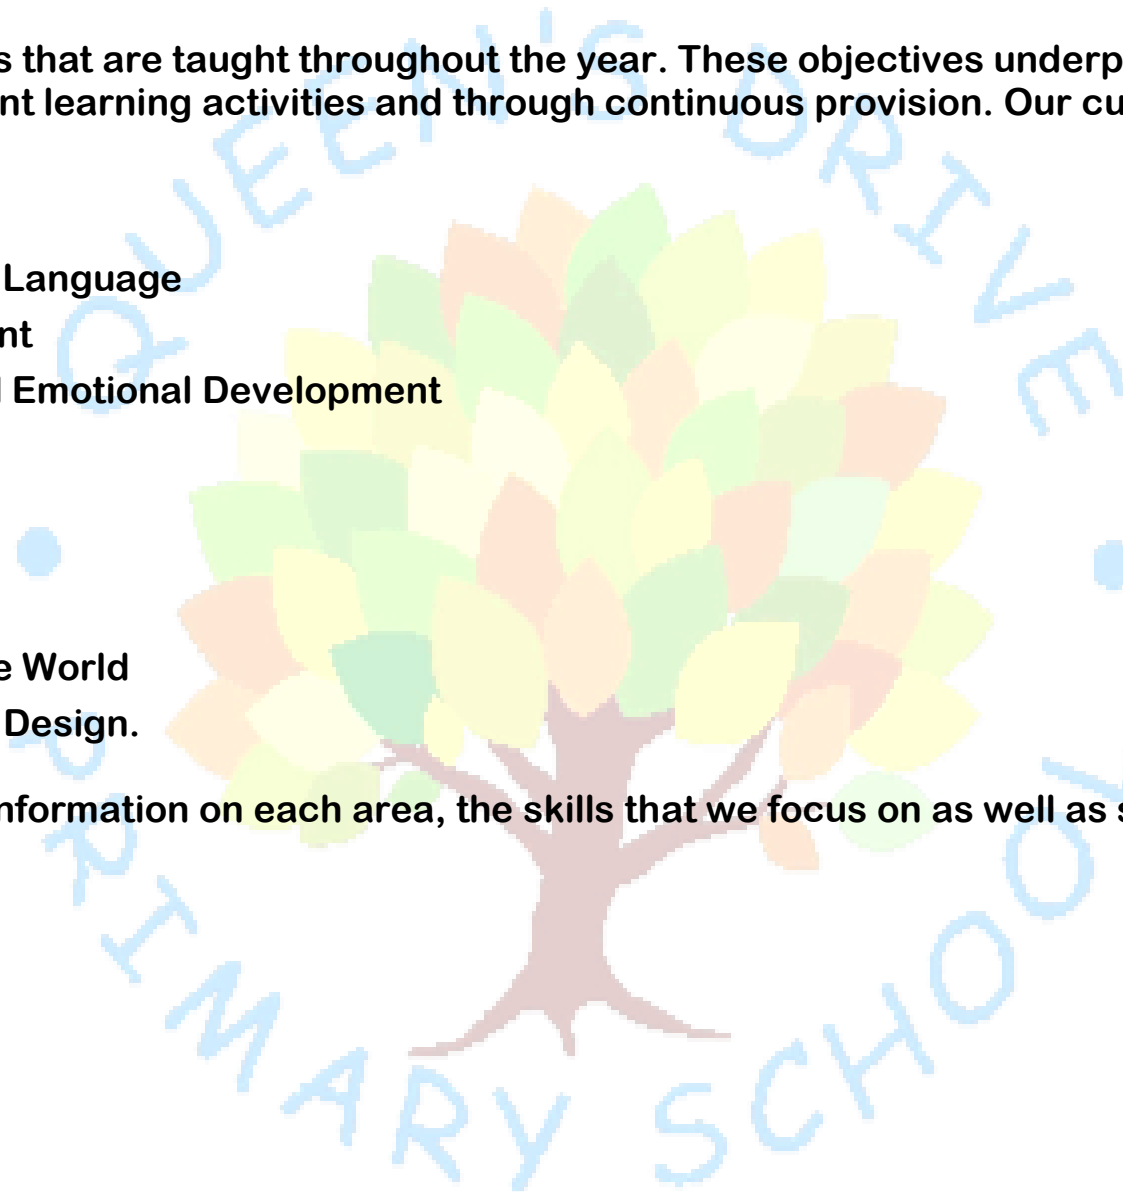 s that are taught throughout the year. These objectives underp
nt learning activities and through continuous provision. Our cu
Language
nt
l Emotional Development
e World
Design.
nformation on each area, the skills that we focus on as well as s
QUEEN'S DRIVE
PRIMARY SCHOOL